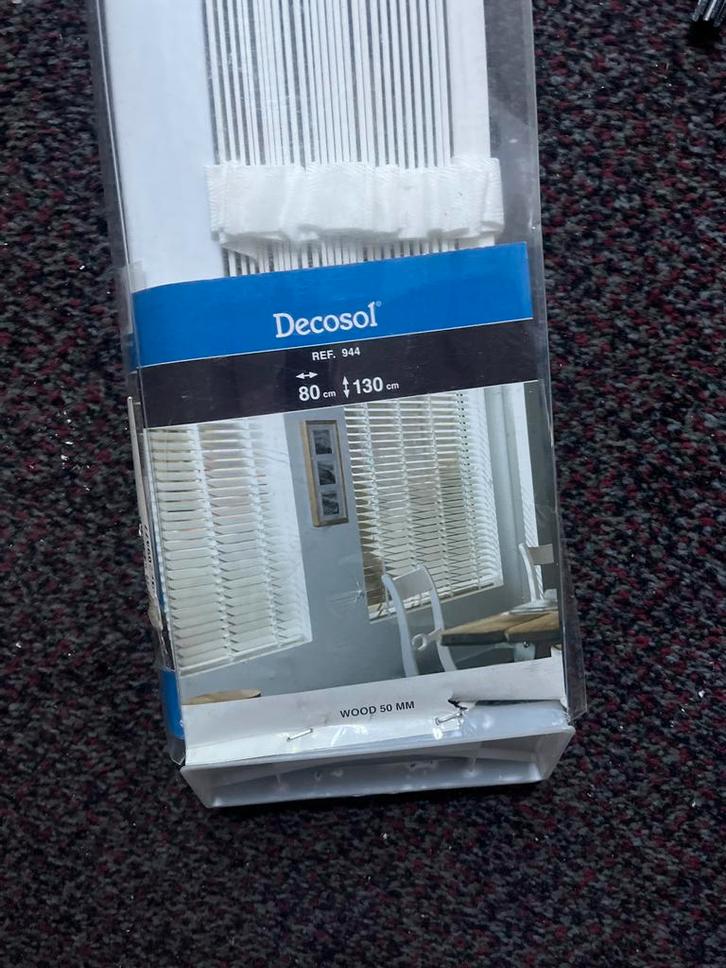 Decosol®
REF. 944
80 cm 130 cm
WOOD 50 MM